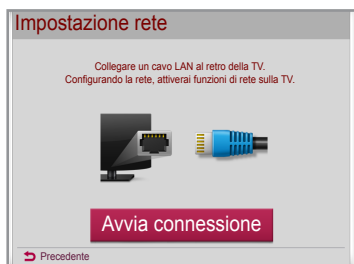 Impostazione rete
Collegare un cavo LAN al retro della TV.
Configurando la rete, attiverai funzioni di rete sulla TV.
Avvia connessione
Precedente